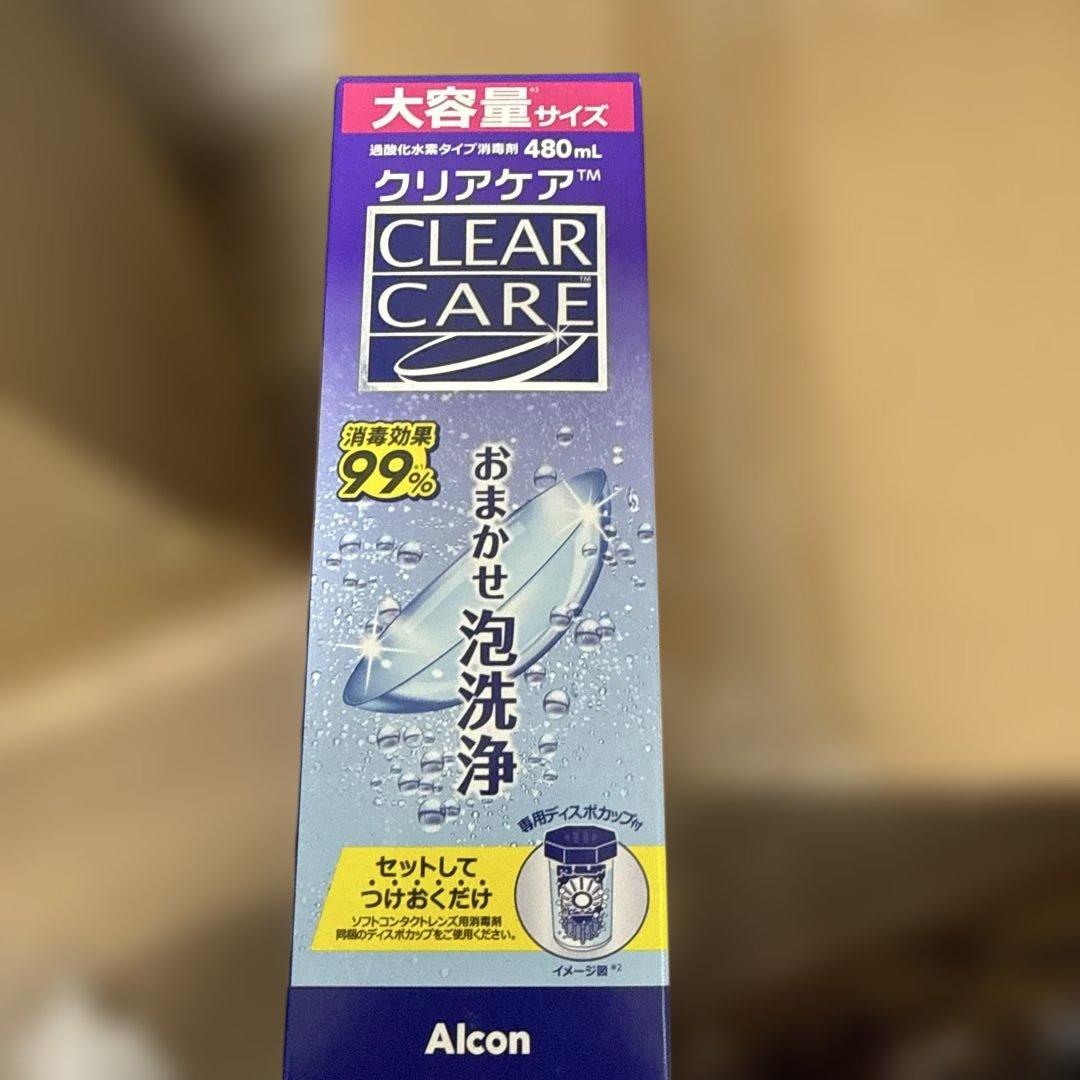 大容量※3サイズ
過酸化水素タイプ消毒剤 480mL
クリアケア™
CLEAR
CARE™
消毒効果
99%※1
おまかせ泡洗浄
専用ディスポカップ付
セットして
つけおくだけ
ソフトコンタクトレンズ用消毒剤
同梱のディスポカップをご使用ください。
イメージ図※2
Alcon